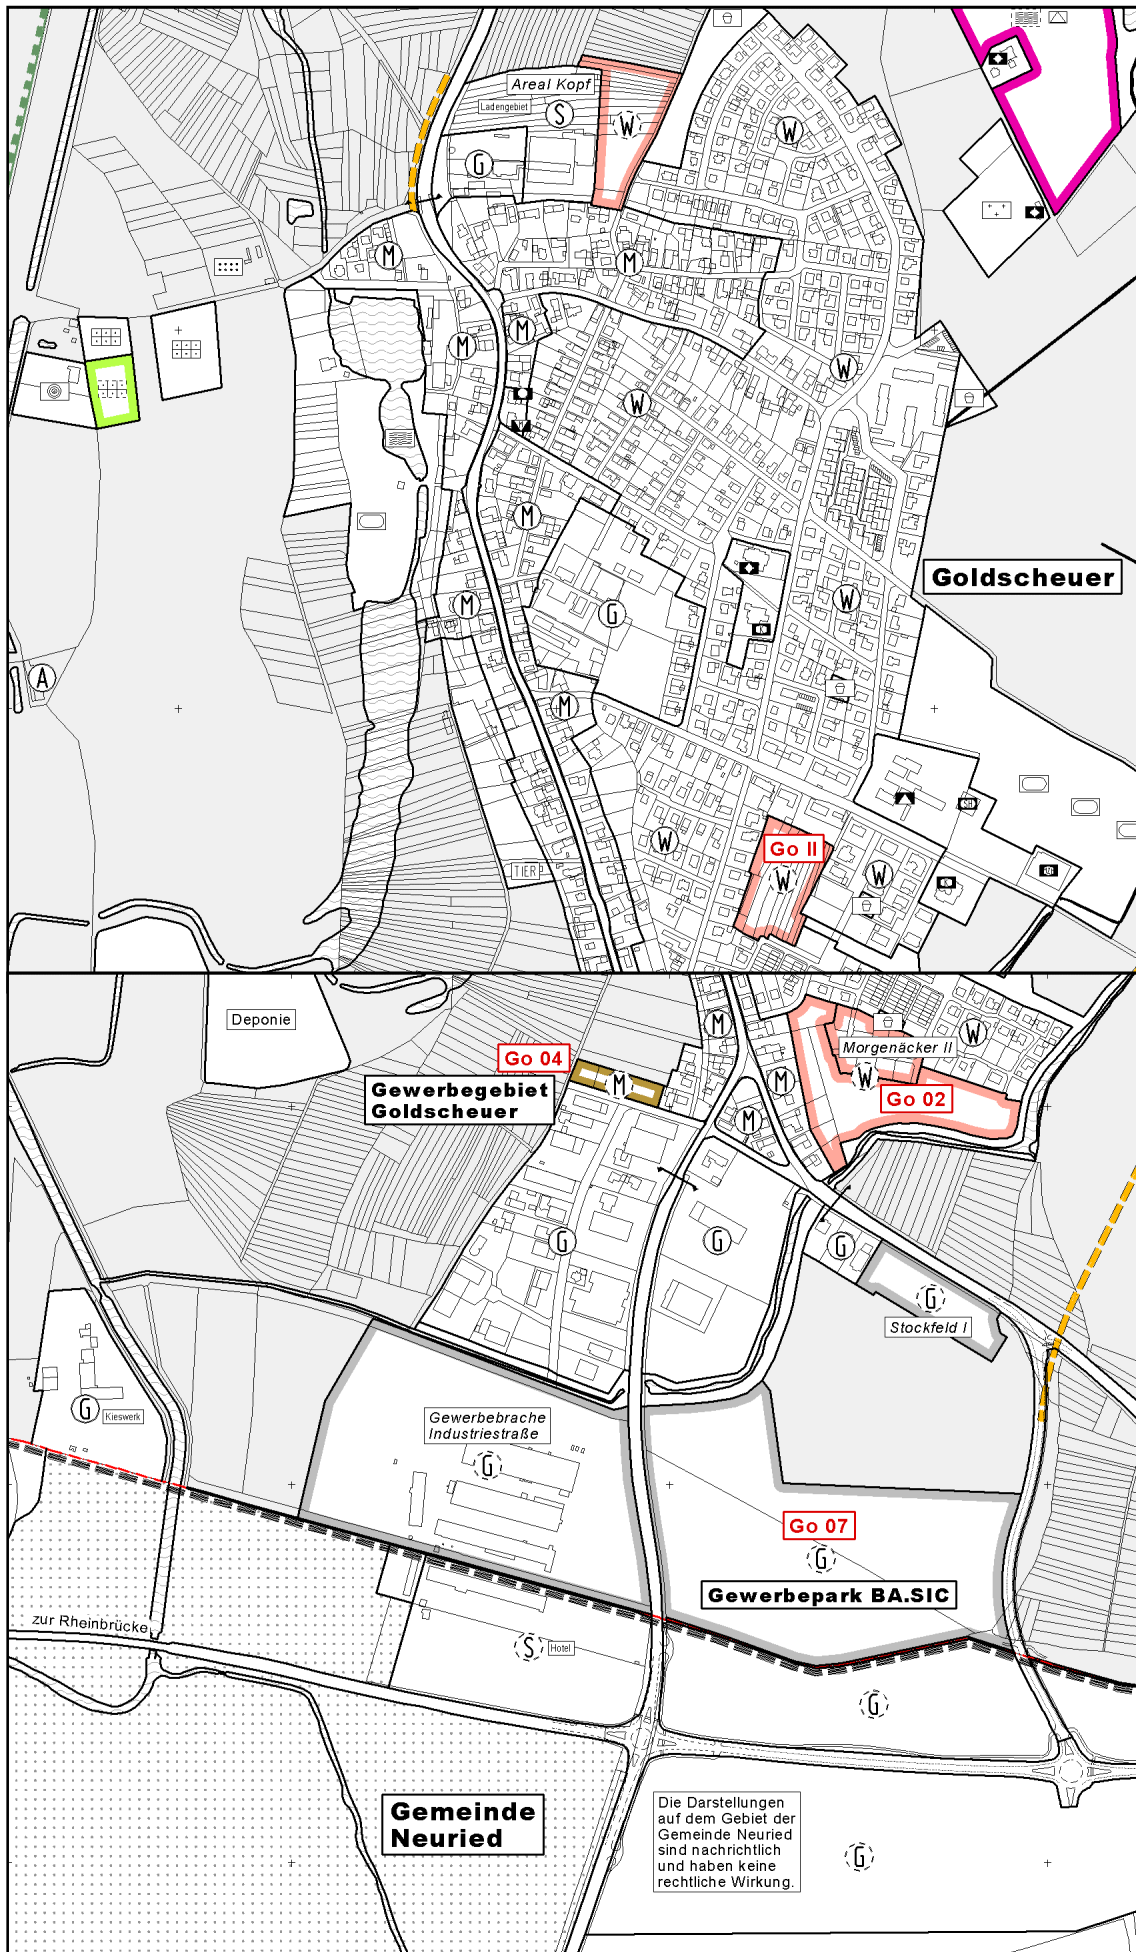 Areal Kopf
Ladengebiet
S
W
W
G
M
M
M
M
W
W
M
G
W
M
Goldscheuer
A
M
W
Go II
W
W
TIER
SH
Deponie
M
Go 04
Gewerbegebiet
Goldscheuer
M
M
M
Morgenäcker II
W
W
Go 02
G
G
G
G
Stockfeld I
G
Kieswerk
Gewerbebrache
Industriestraße
G
Go 07
G
Gewerbepark BA.SIC
zur Rheinbrücke
S
Hotel
G
Gemeinde
Neuried
Die Darstellungen
auf dem Gebiet der
Gemeinde Neuried
sind nachrichtlich
und haben keine
rechtliche Wirkung.
G